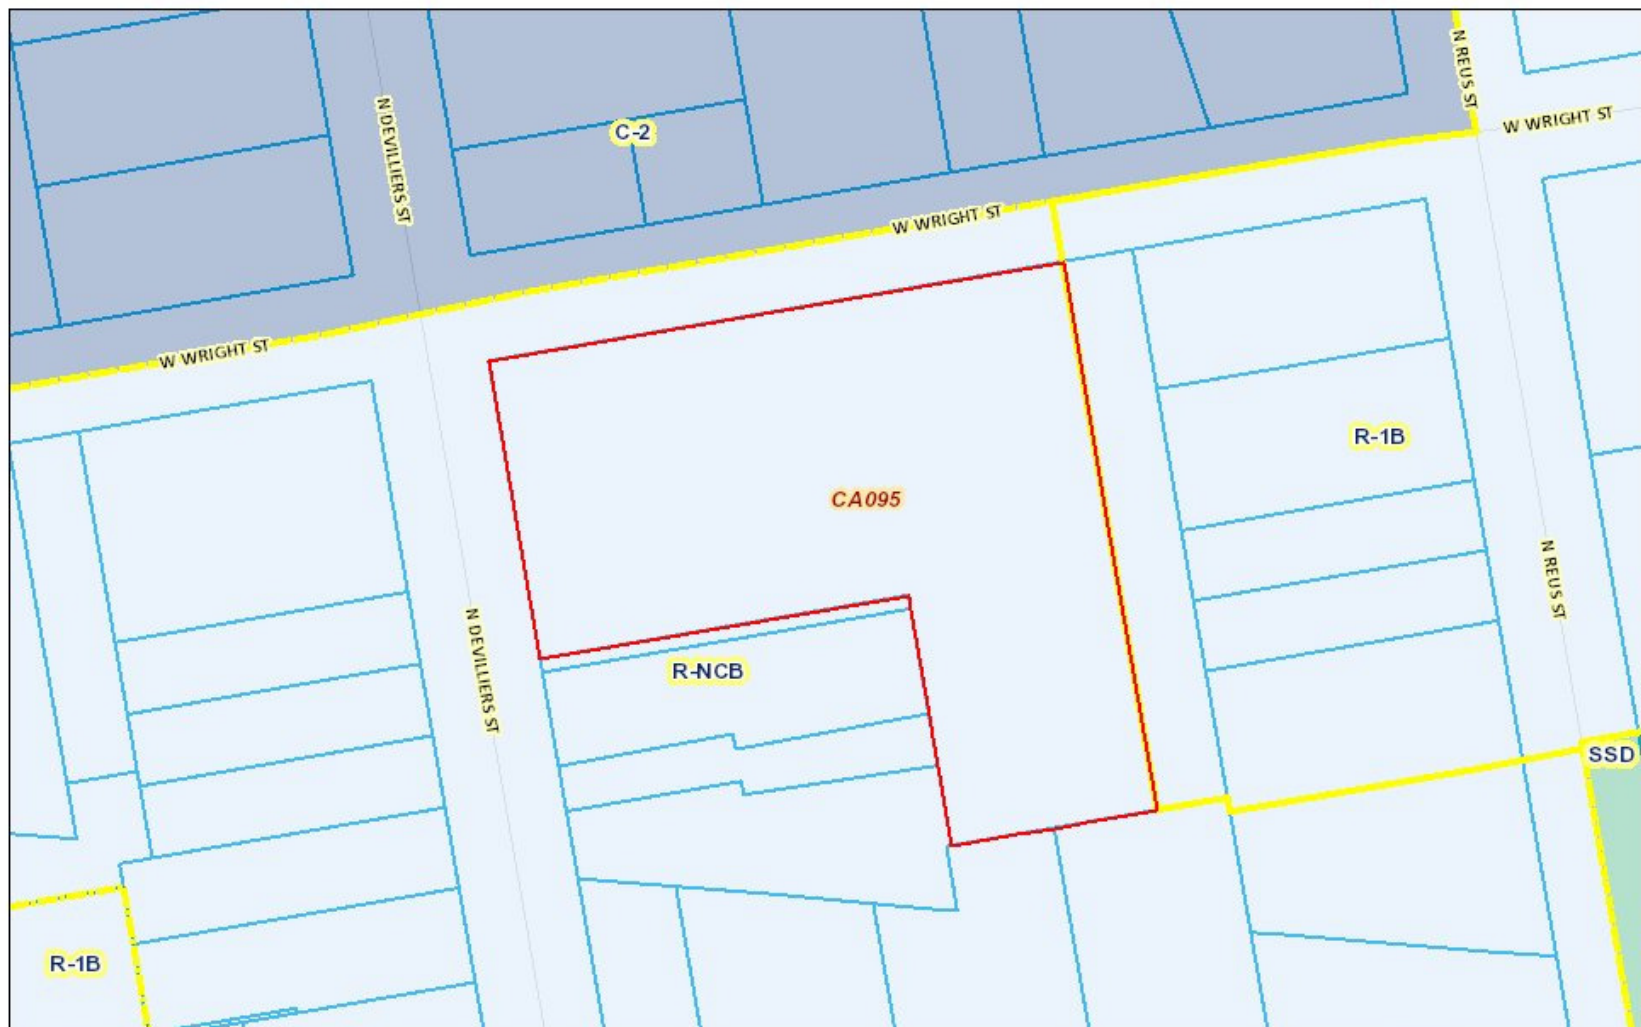 N REUS ST
N DEVILLIERS ST
C-2
W WRIGHT ST
W WRIGHT ST
W WRIGHT ST
R-1B
CA095
N REUS ST
N DEVILLIERS ST
R-NCB
SSD
R-1B